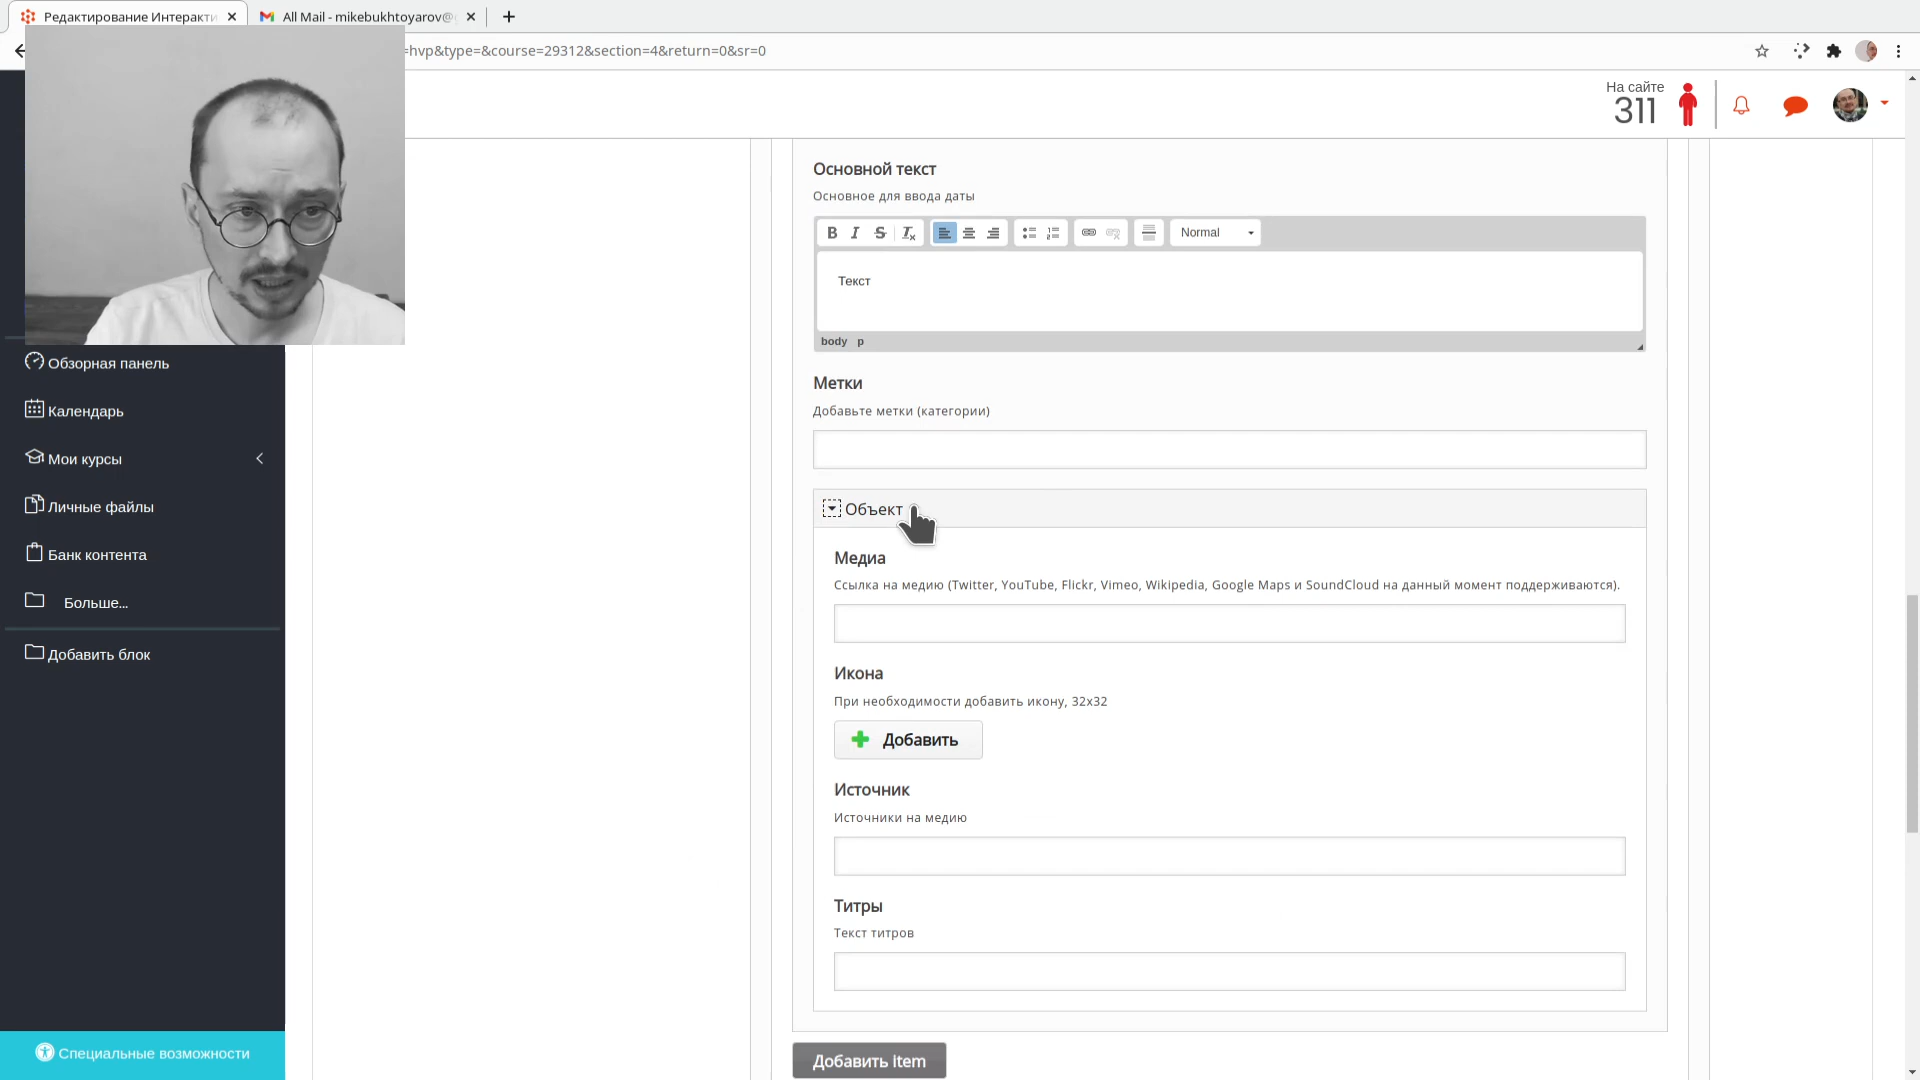 Редактирование Интеракти
All Mail - mikebukhtoyarov@
=hvp&type=&course=29312&section=4&return=0&sr=0
На сайте
311
Основной текст
Основное для ввода даты
Normal
Текст
body p
Метки
Добавьте метки (категории)
Объект
Медиа
Ссылка на медию (Twitter, YouTube, Flickr, Vimeo, Wikipedia, Google Maps и SoundCloud на данный момент поддерживаются).
Икона
При необходимости добавить икону, 32x32
Добавить
Источник
Источники на медию
Титры
Текст титров
Добавить item
Обзорная панель
Календарь
Мои курсы
Личные файлы
Банк контента
Больше...
Добавить блок
Специальные возможности